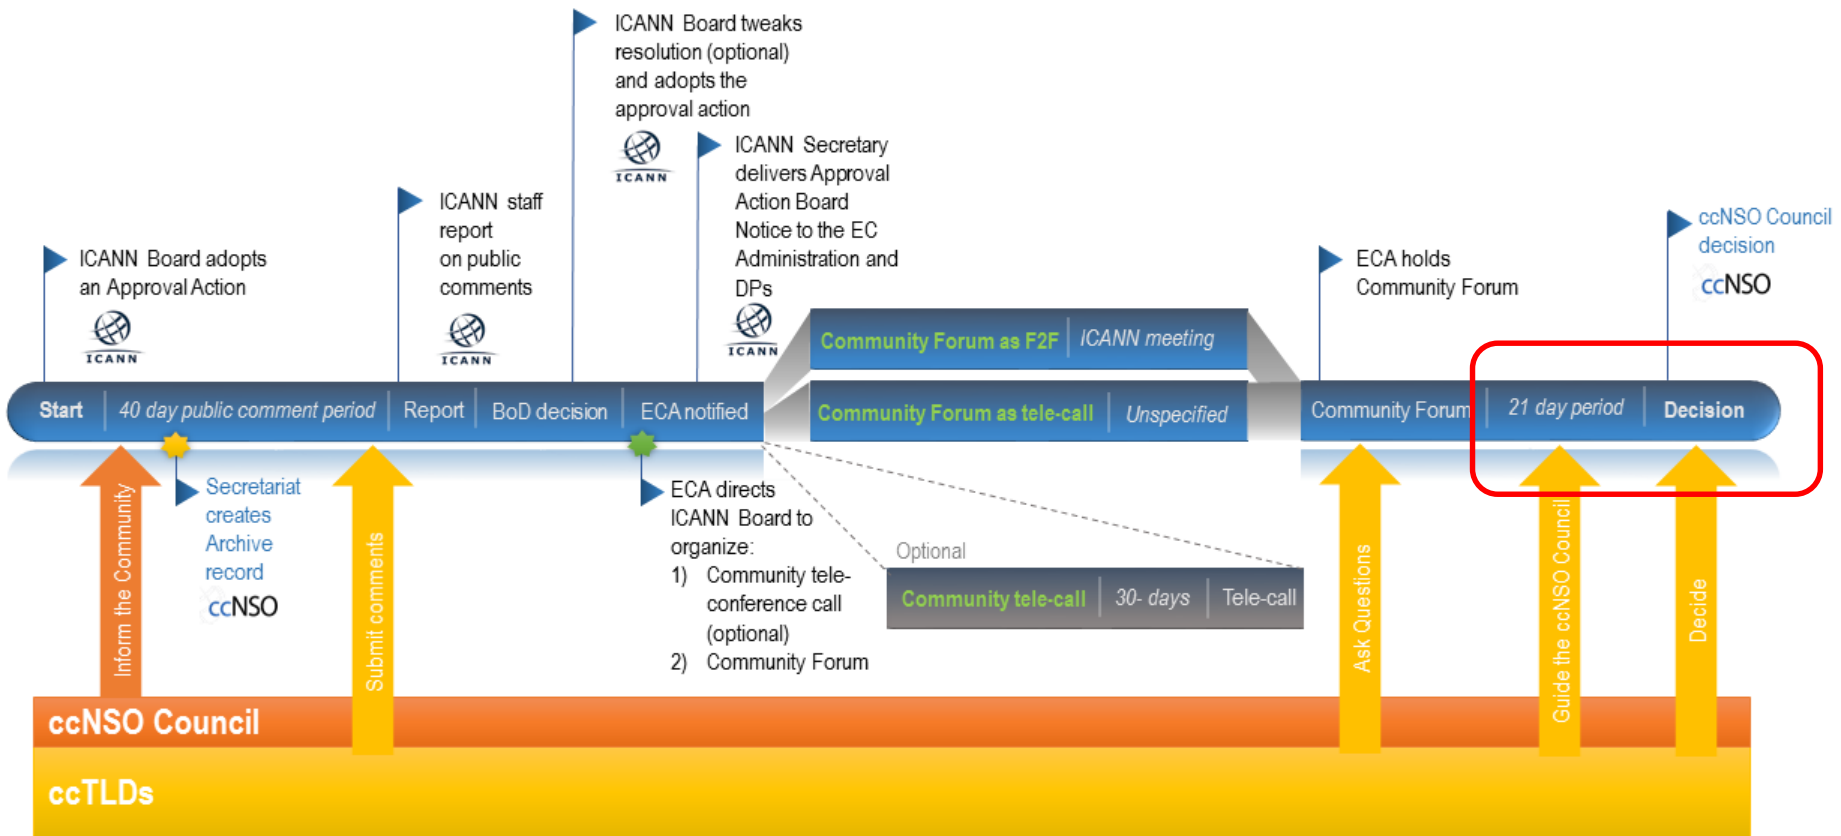 ICANN Board tweaks
resolution (optional)
and adopts the
approval action
ICANN
ICANN Secretary
delivers Approval
Action Board
Notice to the EC
Administration and
DPs
ICANN
ICANN staff
report
on public
comments
ICANN
ICANN Board adopts
an Approval Action
ICANN
ECA holds
Community Forum
ccNSO Council
decision
ccNSO
Community Forum as F2F
ICANN meeting
Start
40 day public comment period
Report
BoD decision
ECA notified
Community Forum as tele-call
Unspecified
Community Forum
21 day period
Decision
Secretariat
creates
Archive
record
ccNSO
ECA directs
ICANN Board to
organize:
1) Community tele-
conference call
(optional)
2) Community Forum
Optional
Community tele-call
30- days
Tele-call
Inform the Community
Submit comments
Ask Questions
Guide the ccNSO Council
Decide
ccNSO Council
ccTLDs